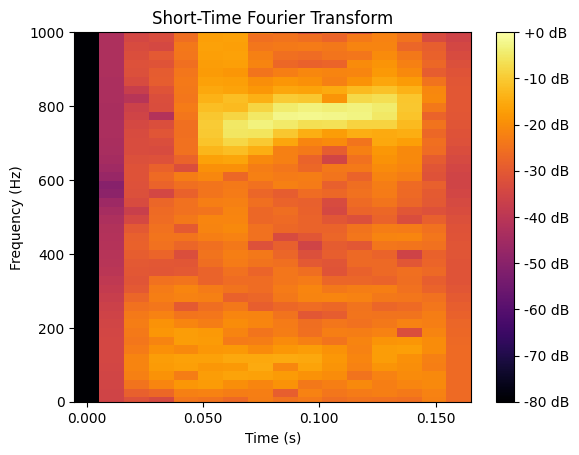 Short-Time Fourier Transform
1000
800
600
400
200
0
Frequency (Hz)
0.000
0.050
0.100
0.150
Time (s)
+0 dB
-10 dB
-20 dB
-30 dB
-40 dB
-50 dB
-60 dB
-70 dB
-80 dB